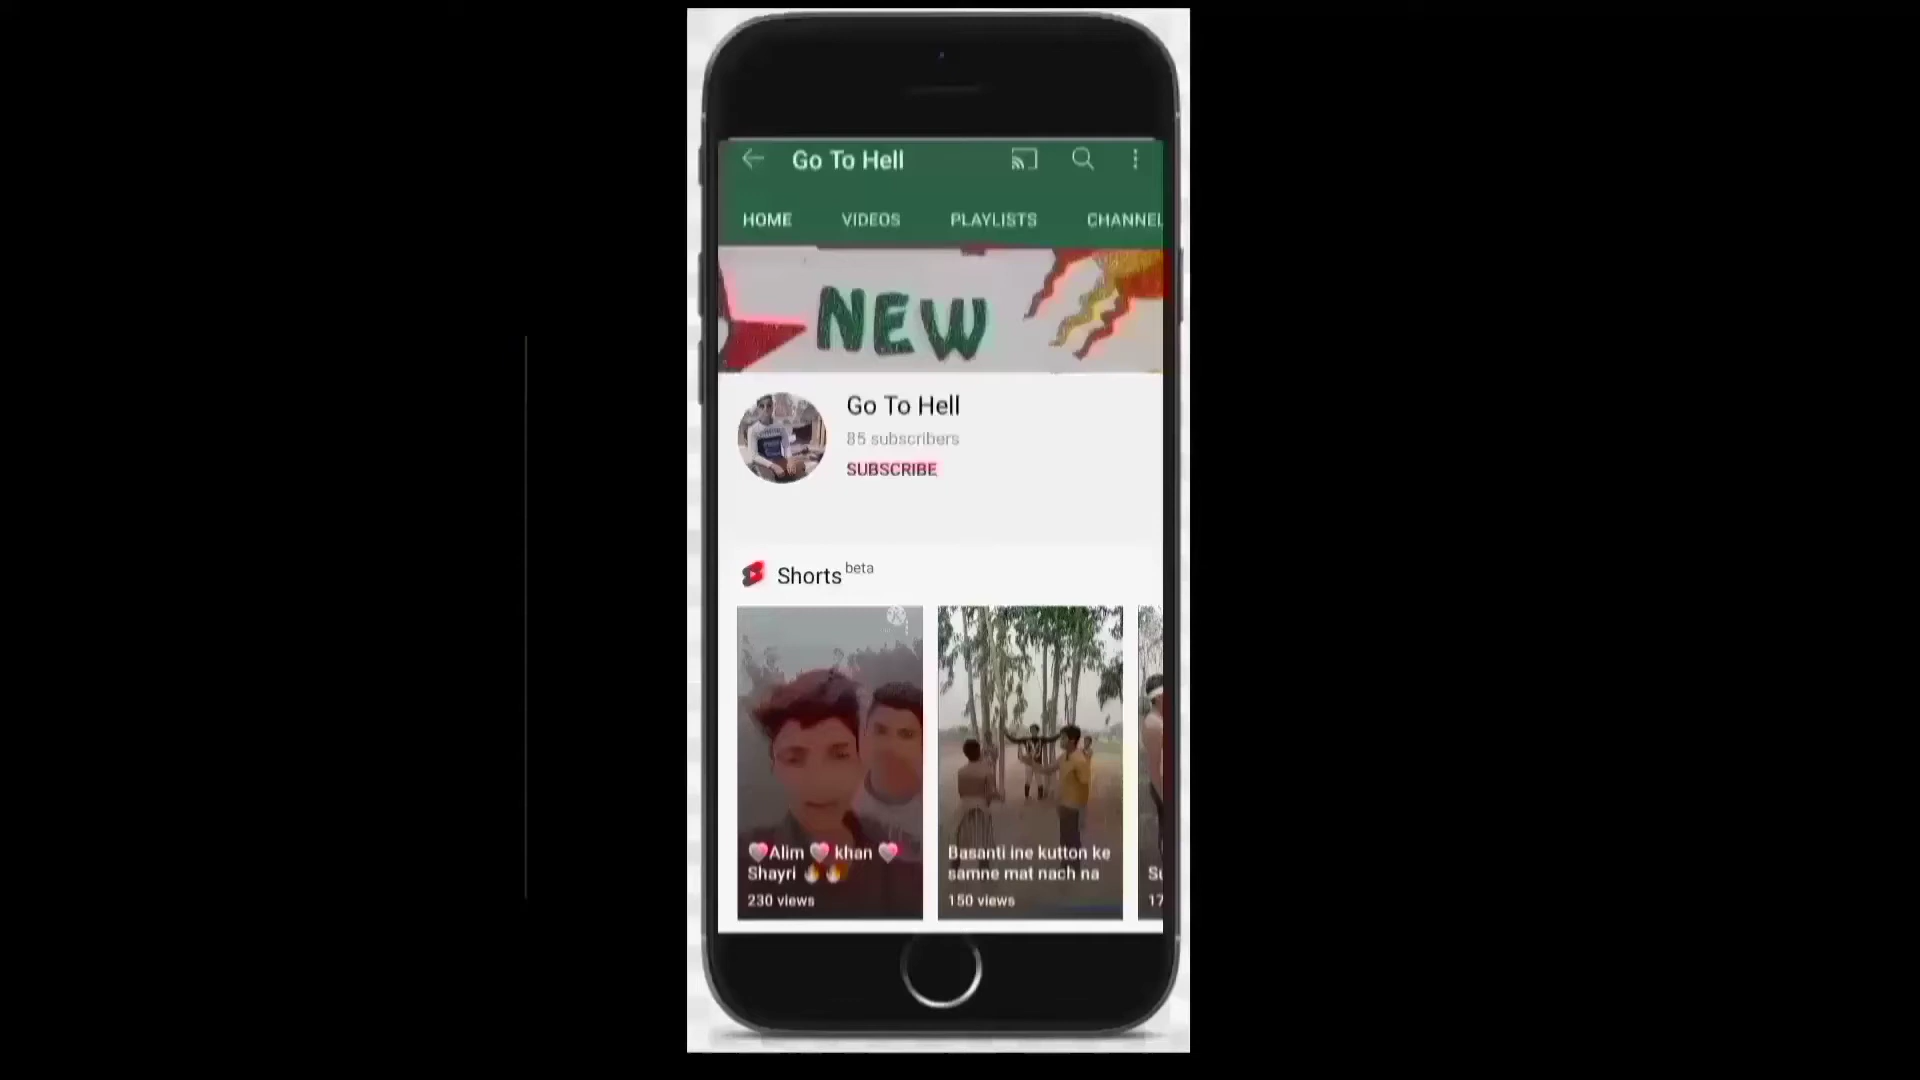 Go To Hell
HOME VIDEOS PLAYLISTS CHANNEL
NEW
Go To Hell
85 subscribers
SUBSCRIBE
Shorts beta
💗Alim 💗 khan 💗
Shayri 🔥🔥
230 views
Basanti ine kutton ke
samne mat nach na
150 views